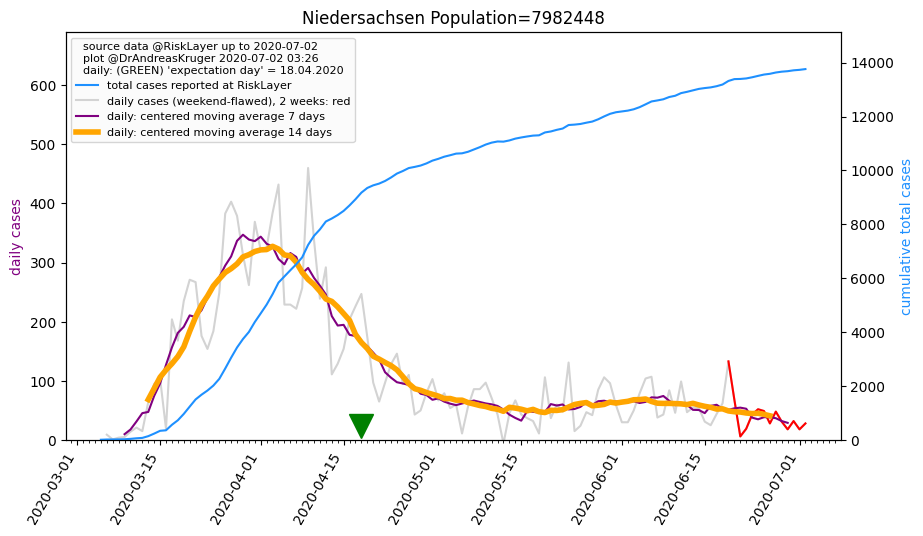 Niedersachsen Population=7982448
source data @RiskLayer up to 2020-07-02
plot @DrAndreasKruger 2020-07-02 03:26
daily: (GREEN) 'expectation day' = 18.04.2020
total cases reported at RiskLayer
daily cases (weekend-flawed), 2 weeks: red
daily: centered moving average 7 days
daily: centered moving average 14 days
daily cases
600
500
400
300
200
100
0
14000
12000
10000
8000
6000
4000
2000
0
cumulative total cases
2020-03-01
2020-03-15
2020-04-01
2020-04-15
2020-05-01
2020-05-15
2020-06-01
2020-06-15
2020-07-01